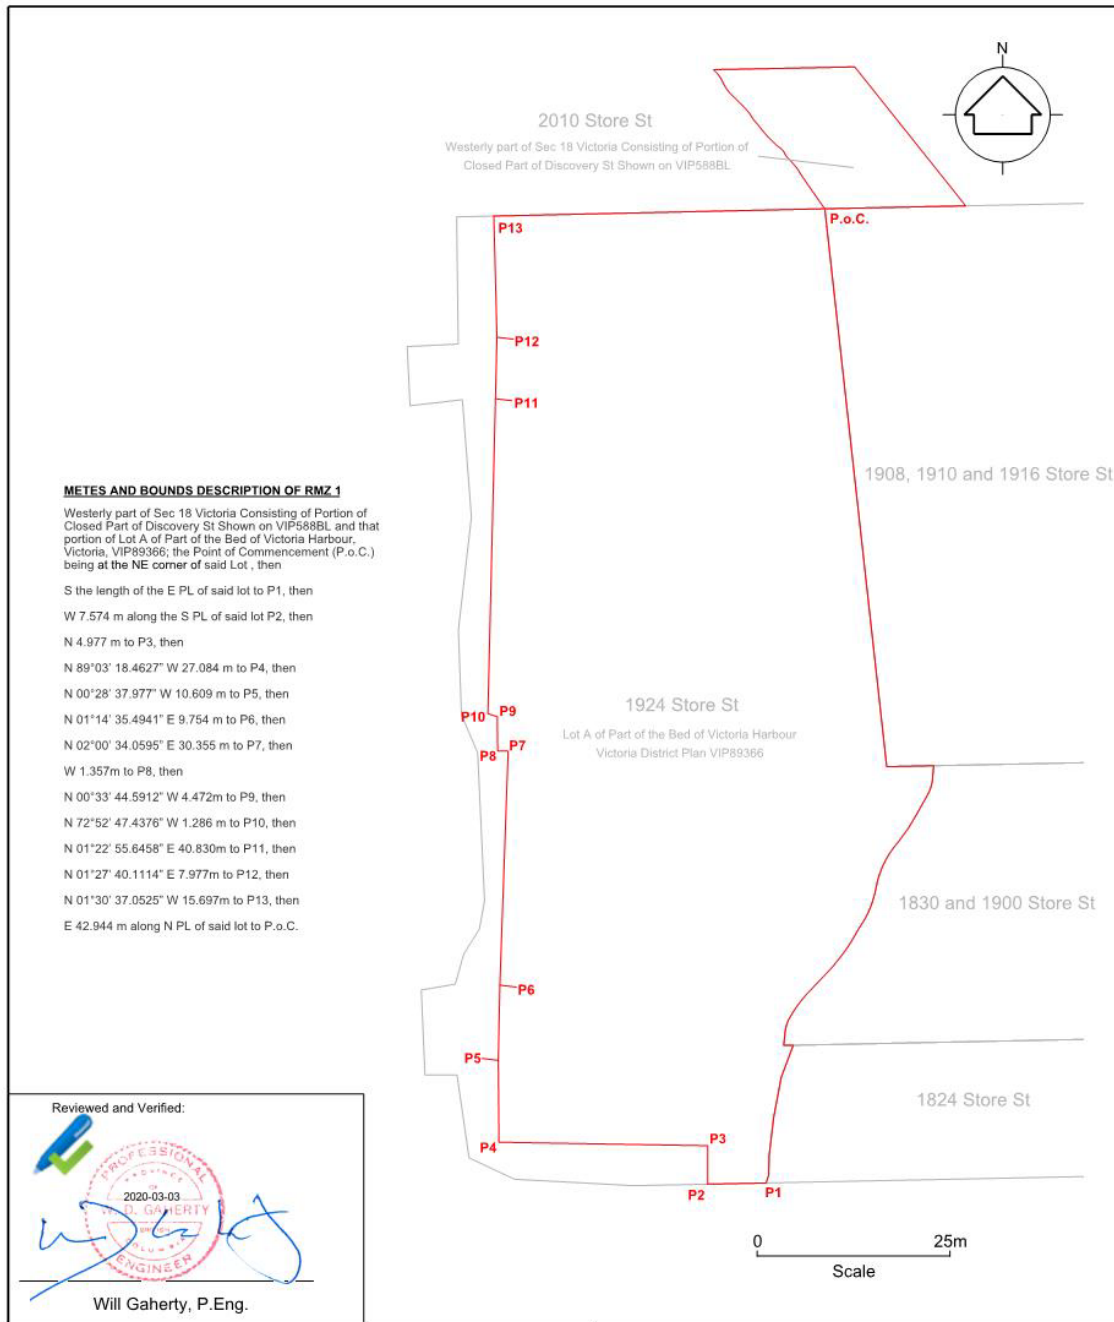 N
2010 Store St
Westerly part of Sec 18 Victoria Consisting of Portion of
Closed Part of Discovery St Shown on VIP588BL
P13
P.o.C.
P12
P11
1908, 1910 and 1916 Store St
METES AND BOUNDS DESCRIPTION OF RMZ 1
Westerly part of Sec 18 Victoria Consisting of Portion of
Closed Part of Discovery St Shown on VIP588BL and that
portion of Lot A of Part of the Bed of Victoria Harbour,
Victoria, VIP89366; the Point of Commencement (P.o.C.)
being at the NE corner of said Lot , then
S the length of the E PL of said lot to P1, then
W 7.574 m along the S PL of said lot P2, then
N 4.977 m to P3, then
N 89°03' 18.4627" W 27.084 m to P4, then
N 00°28' 37.977" W 10.609 m to P5, then
N 01°14' 35.4941" E 9.754 m to P6, then
N 02°00' 34.0595" E 30.355 m to P7, then
W 1.357m to P8, then
N 00°33' 44.5912" W 4.472m to P9, then
N 72°52' 47.4376" W 1.286 m to P10, then
N 01°22' 55.6458" E 40.830m to P11, then
N 01°27' 40.1114" E 7.977m to P12, then
N 01°30' 37.0525" W 15.697m to P13, then
E 42.944 m along N PL of said lot to P.o.C.
1924 Store St
Lot A of Part of the Bed of Victoria Harbour
Victoria District Plan VIP89366
P10
P9
P8
P7
1830 and 1900 Store St
P6
P5
1824 Store St
P4
P3
P2
P1
0
25m
Scale
Reviewed and Verified:
PROFESSIONAL
PROVINCE
OF
2020-03-03
W. D. GAHERTY
BRITISH
COLUMBIA
ENGINEER
Will Gaherty, P.Eng.